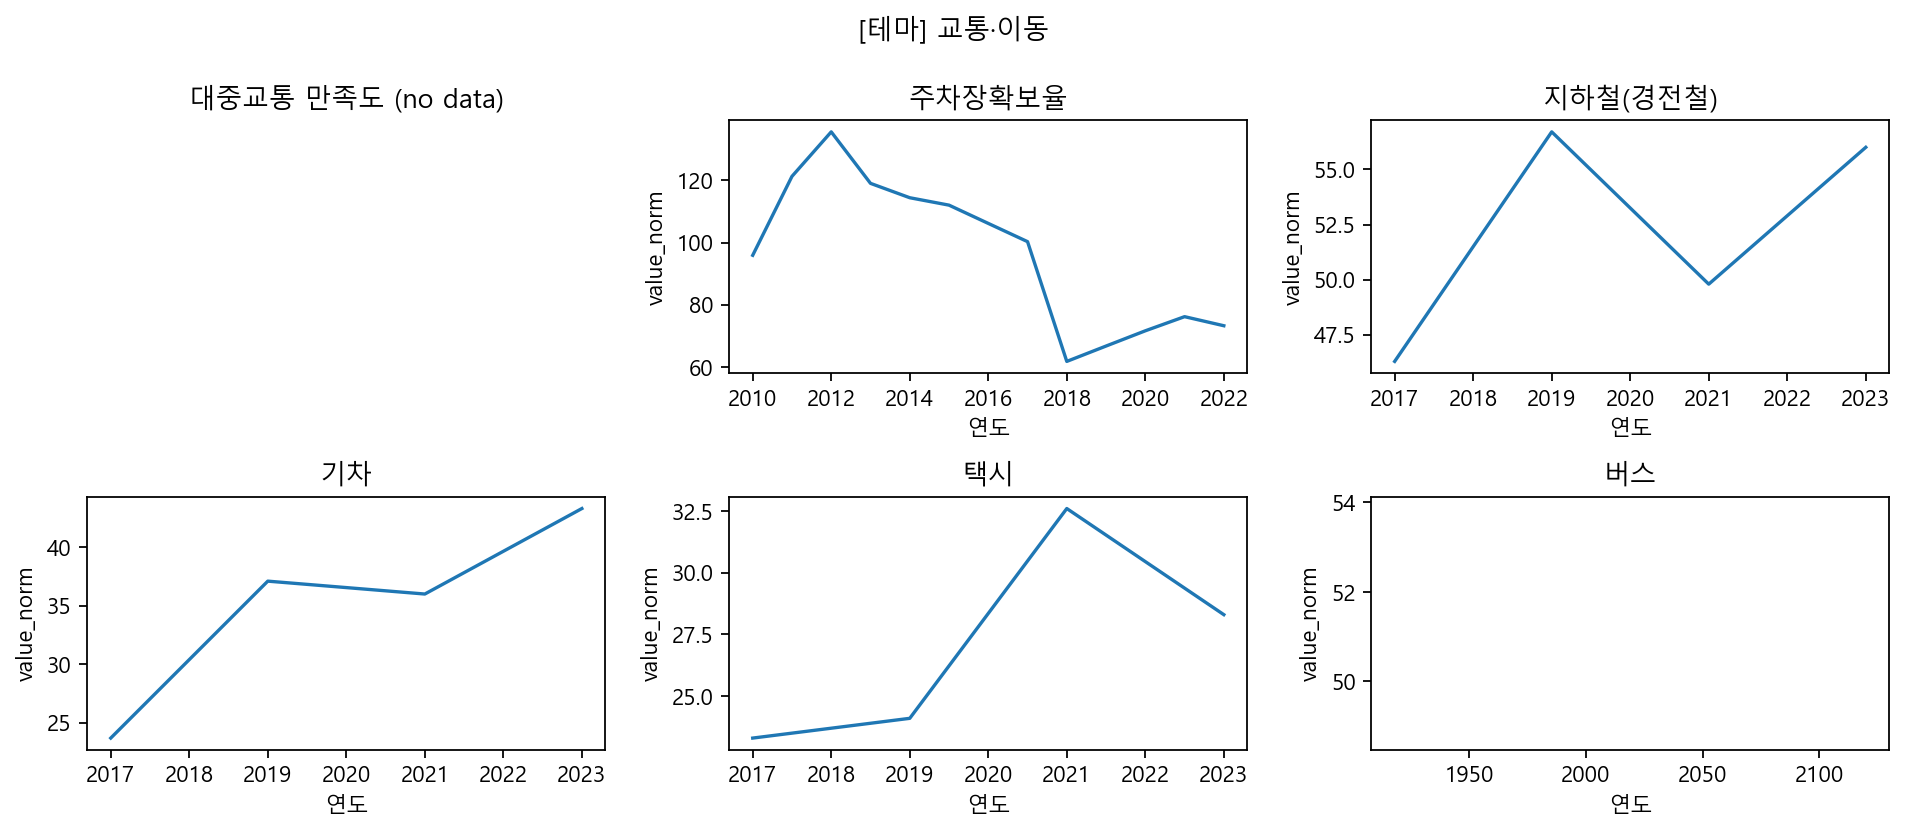 [테마] 교통·이동
대중교통 만족도 (no data)
주차장확보율
value_norm
120
100
80
60
2010 2012 2014 2016 2018 2020 2022
연도
지하철(경전철)
value_norm
55.0
52.5
50.0
47.5
2017 2018 2019 2020 2021 2022 2023
연도
기차
value_norm
40
35
30
25
2017 2018 2019 2020 2021 2022 2023
연도
택시
value_norm
32.5
30.0
27.5
25.0
2017 2018 2019 2020 2021 2022 2023
연도
버스
value_norm
54
52
50
1950 2000 2050 2100
연도